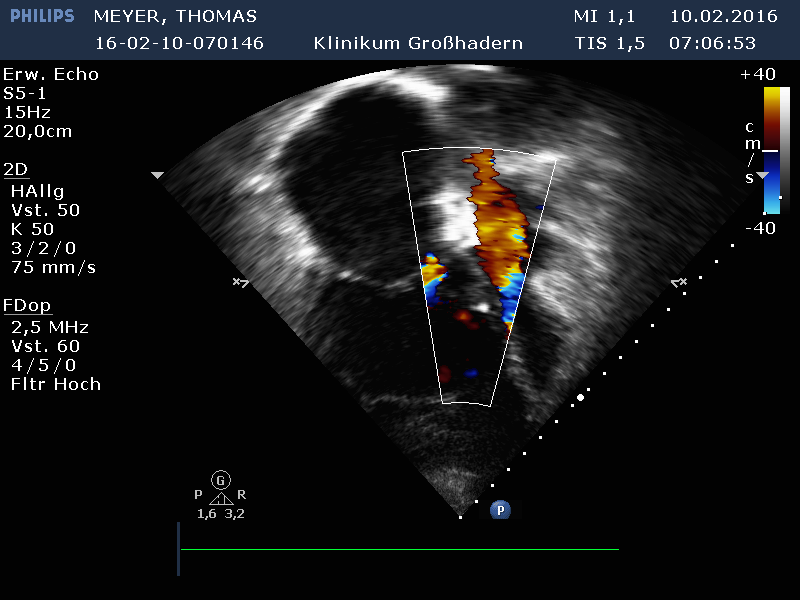 PHILIPS MEYER, THOMAS MI 1,1 10.02.2016
16-02-10-070146 Klinikum Großhadern TIS 1,5 07:06:53
Erw. Echo
S5-1
15Hz
20,0cm
2D
HAllg
Vst. 50
K 50
3/2/0
75 mm/s
FDop
2,5 MHz
Vst. 60
4/5/0
Fltr Hoch
+40
cm/s
-40
G
P R
1,6 3,2
P